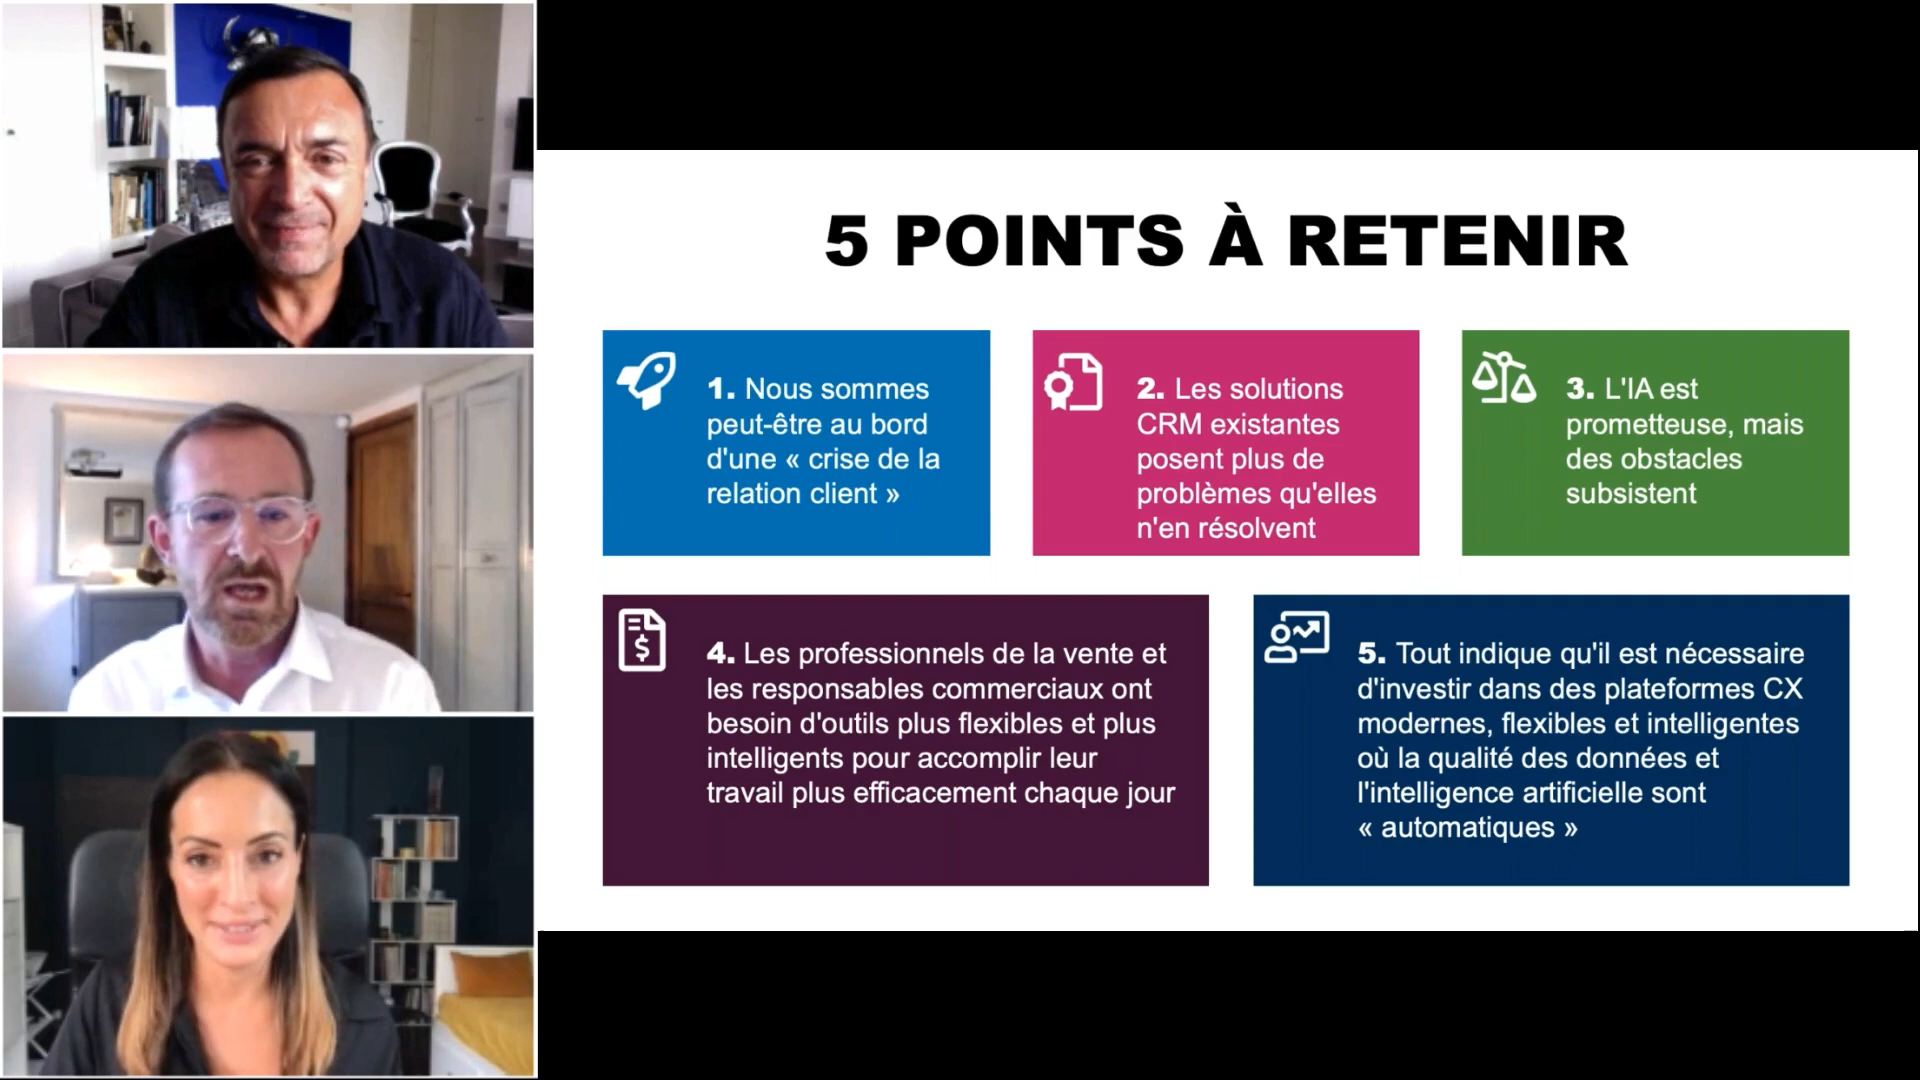 5 POINTS À RETENIR
1. Nous sommes
peut-être au bord
d'une « crise de la
relation client »
2. Les solutions
CRM existantes
posent plus de
problèmes qu'elles
n'en résolvent
3. L'IA est
prometteuse, mais
des obstacles
subsistent
4. Les professionnels de la vente et
les responsables commerciaux ont
besoin d'outils plus flexibles et plus
intelligents pour accomplir leur
travail plus efficacement chaque jour
5. Tout indique qu'il est nécessaire
d'investir dans des plateformes CX
modernes, flexibles et intelligentes
où la qualité des données et
l'intelligence artificielle sont
« automatiques »